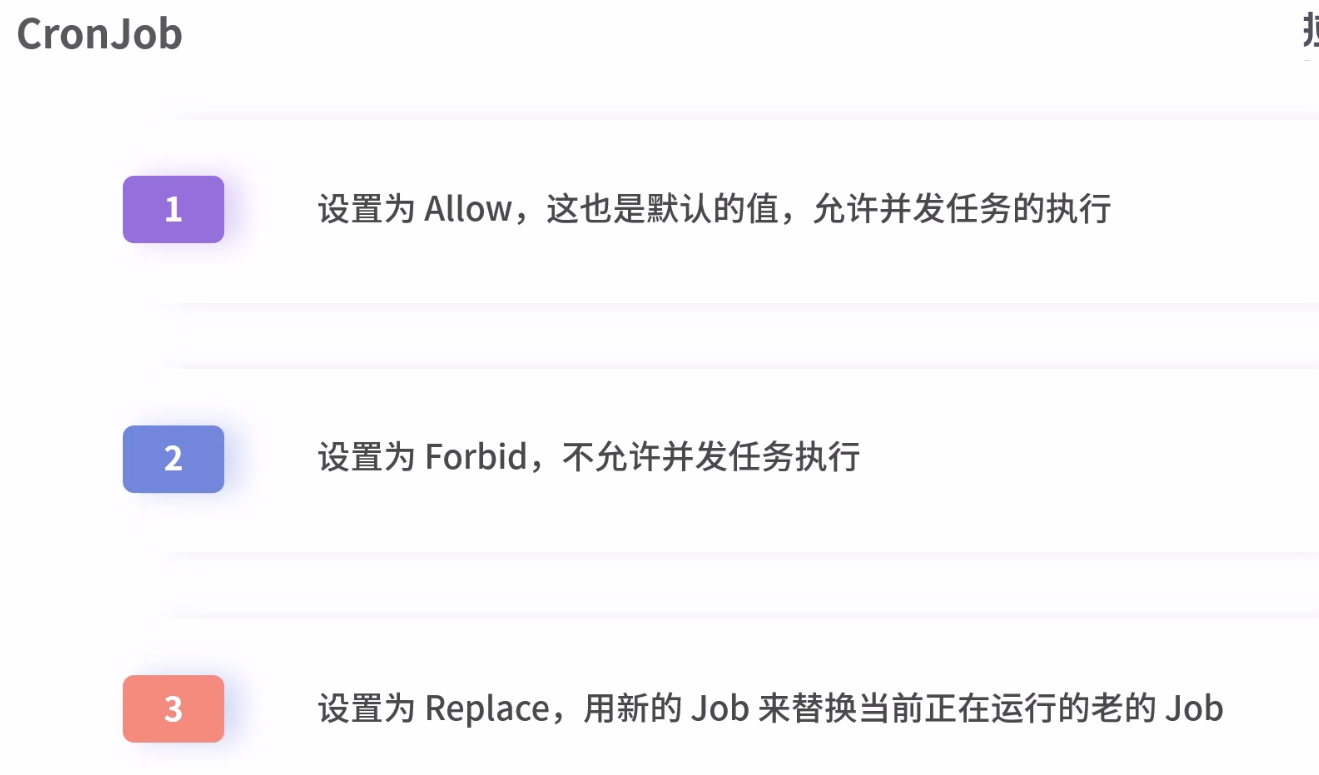 CronJob
1
设置为 Allow，这也是默认的值，允许并发任务的执行
2
设置为 Forbid，不允许并发任务执行
3
设置为 Replace，用新的 Job 来替换当前正在运行的老的 Job